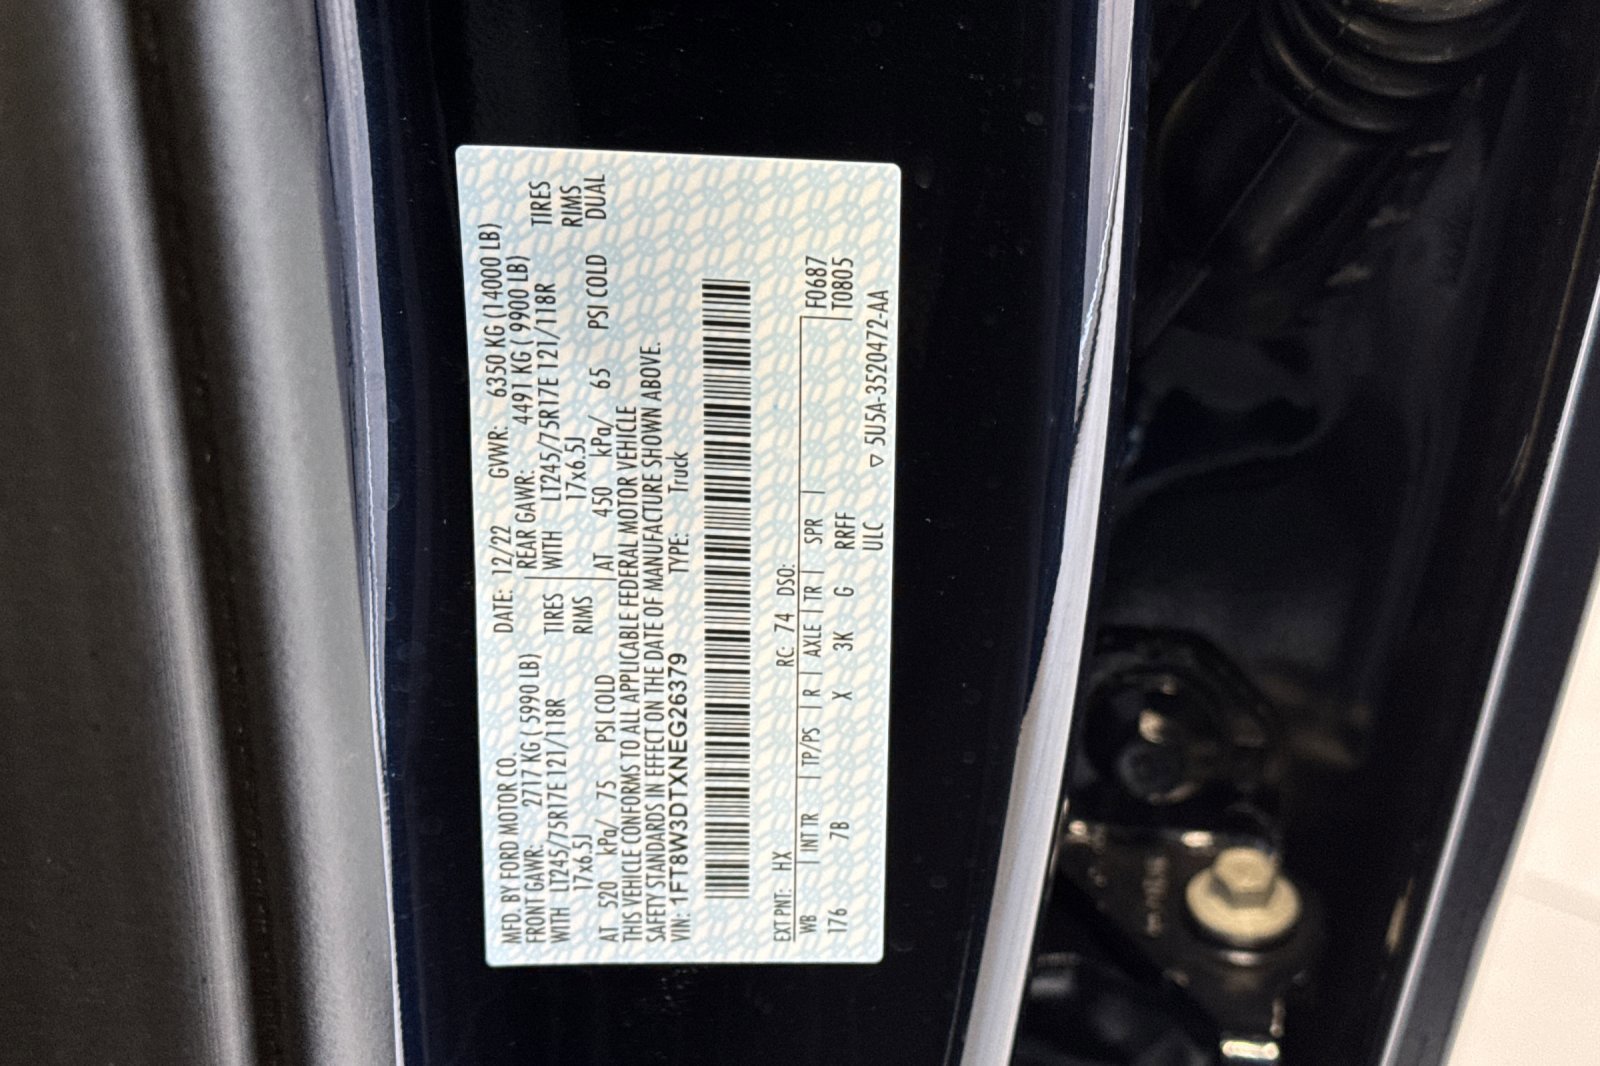 MFD. BY FORD MOTOR CO. DATE: 12/22 GVWR: 6350 KG (14000 LB)
FRONT GAWR: 2717 KG (5990 LB) REAR GAWR: 4491 KG (9900 LB)
WITH LT245/75R17E 121/118R TIRES WITH LT245/75R17E 121/118R TIRES
17x6.5J RIMS 17x6.5J RIMS
AT 520 kPa/ 75 PSI COLD AT 450 kPa/ 65 PSI COLD DUAL
THIS VEHICLE CONFORMS TO ALL APPLICABLE FEDERAL MOTOR VEHICLE
SAFETY STANDARDS IN EFFECT ON THE DATE OF MANUFACTURE SHOWN ABOVE.
VIN: 1FT8W3DTXNEG26379 TYPE: Truck
EXT PNT: HX RC: 74 DSO:
WB INT TR TP/PS R AXLE TR SPR F0687
176 7B X 3K G RRFF T0805
ULC ▽ 5U5A-3520472-AA